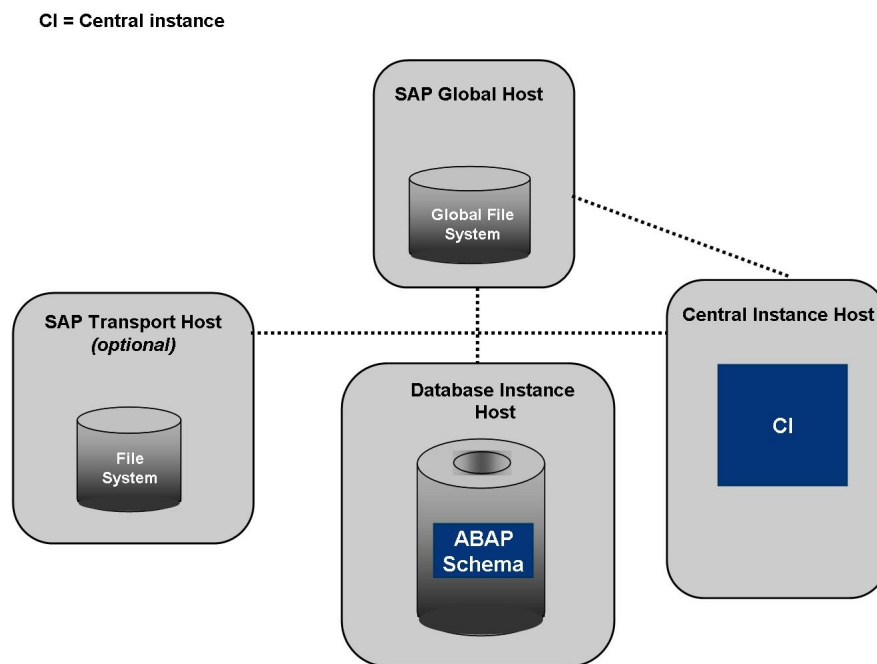 CI = Central instance
SAP Global Host
Global File
System
SAP Transport Host
(optional)
File
System
Database Instance
Host
ABAP
Schema
Central Instance Host
CI